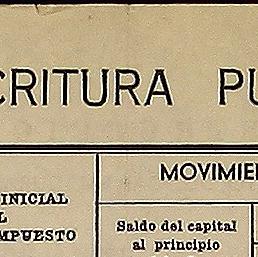 CRITURA PU
MOVIMIE
INICIAL
L
MPUESTO
Saldo del capital
al principio